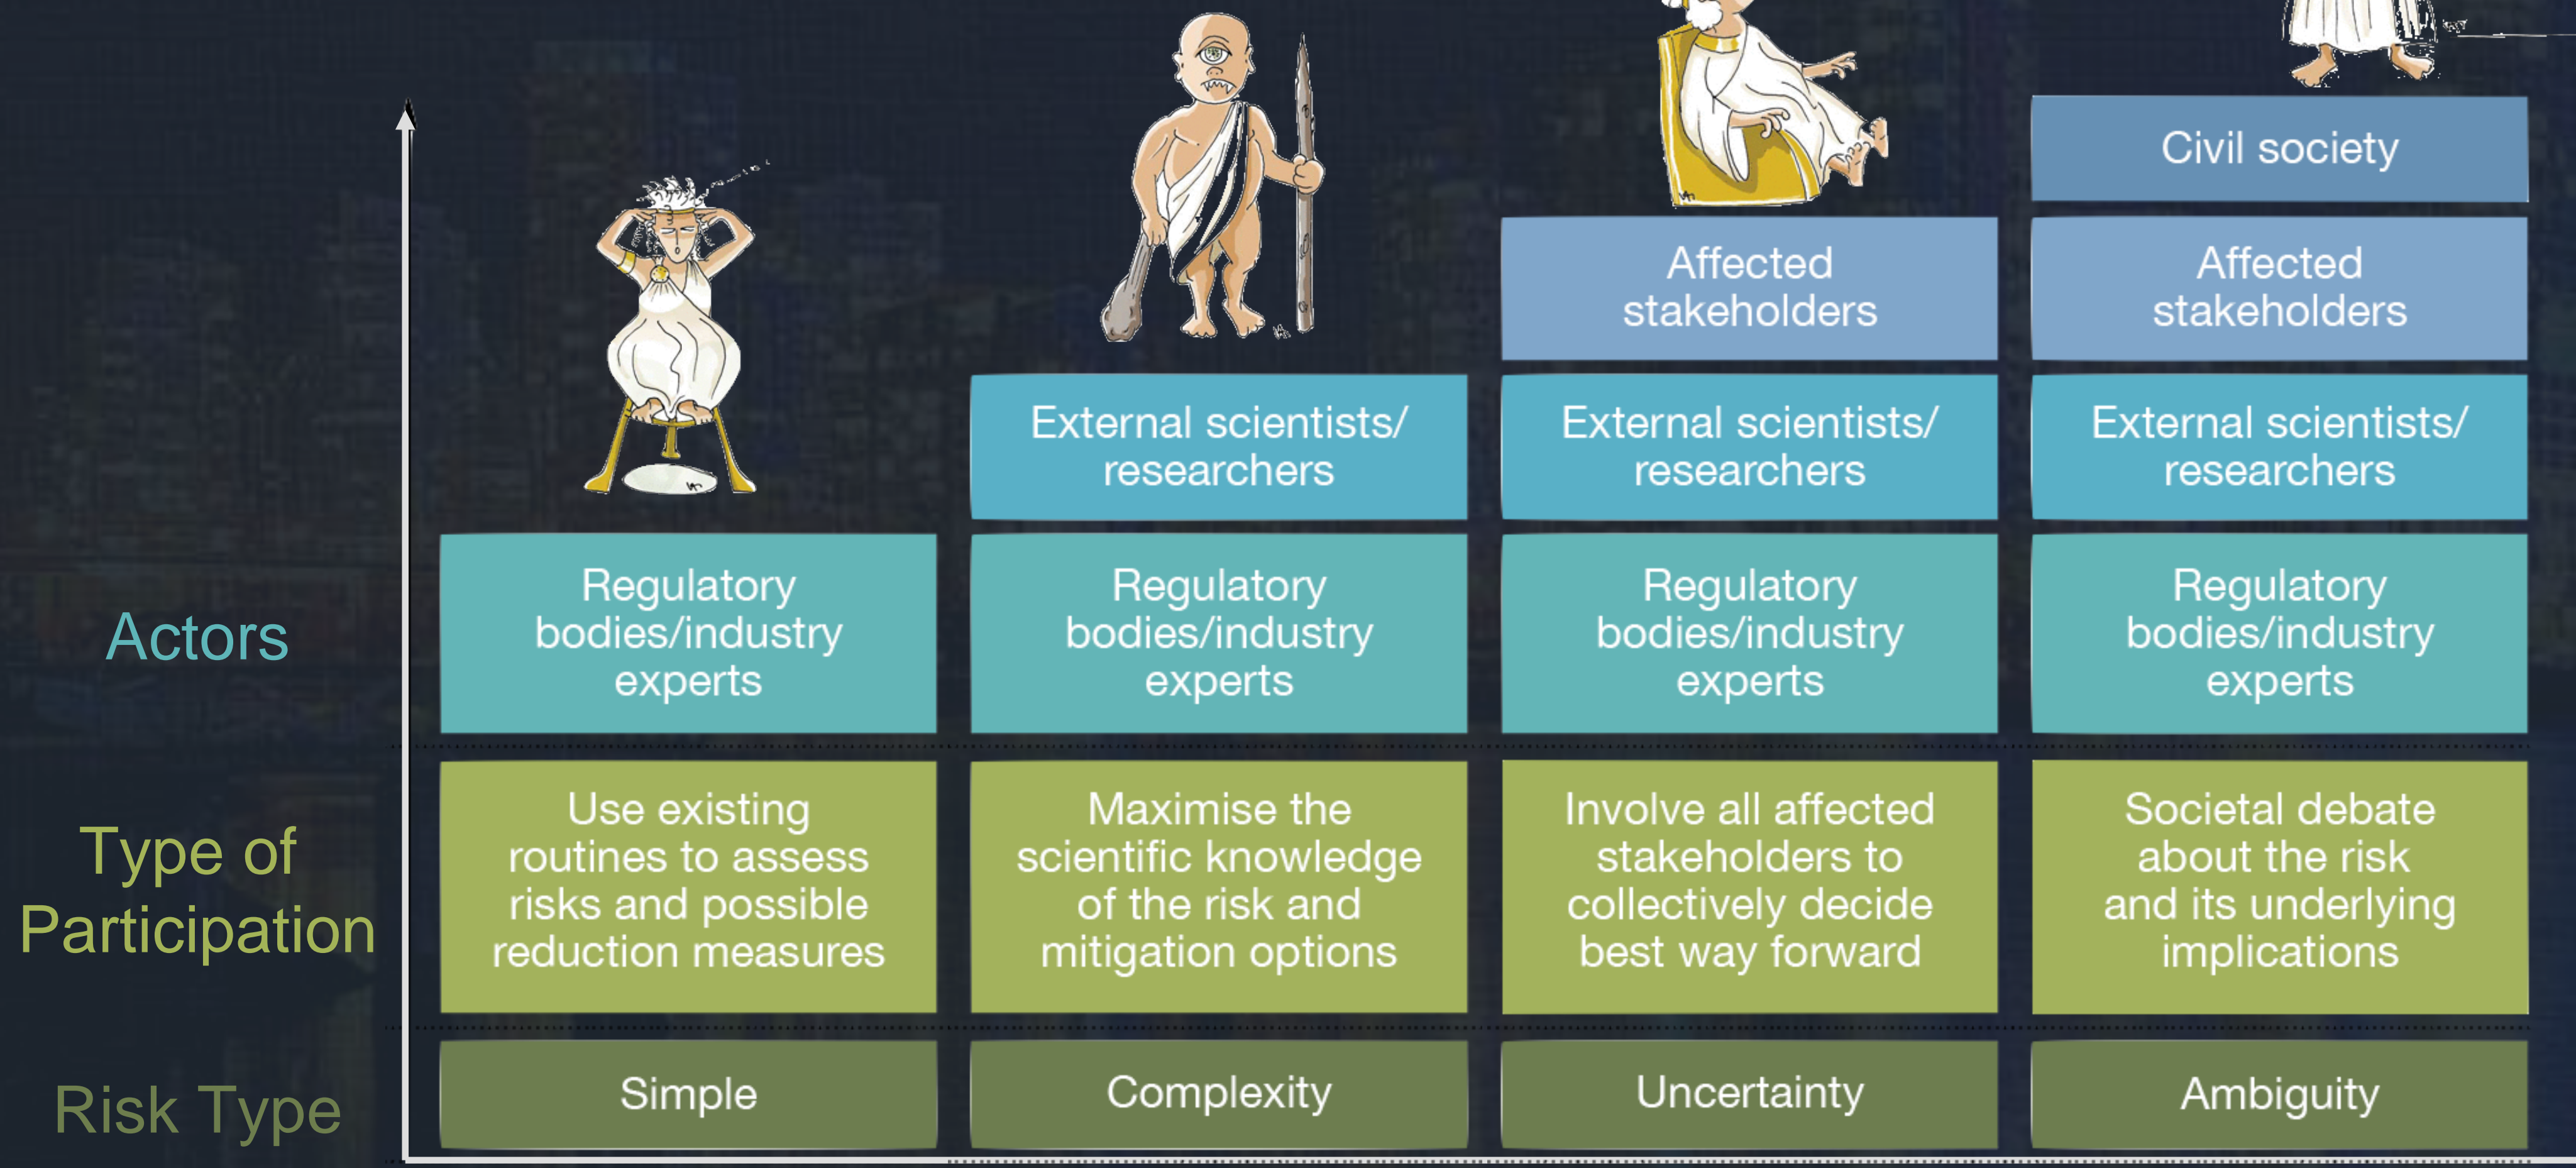 Civil society
Affected
stakeholders
Affected
stakeholders
External scientists/
researchers
External scientists/
researchers
External scientists/
researchers
Actors
Regulatory
bodies/industry
experts
Regulatory
bodies/industry
experts
Regulatory
bodies/industry
experts
Regulatory
bodies/industry
experts
Type of
Participation
Use existing
routines to assess
risks and possible
reduction measures
Maximise the
scientific knowledge
of the risk and
mitigation options
Involve all affected
stakeholders to
collectively decide
best way forward
Societal debate
about the risk
and its underlying
implications
Risk Type
Simple
Complexity
Uncertainty
Ambiguity